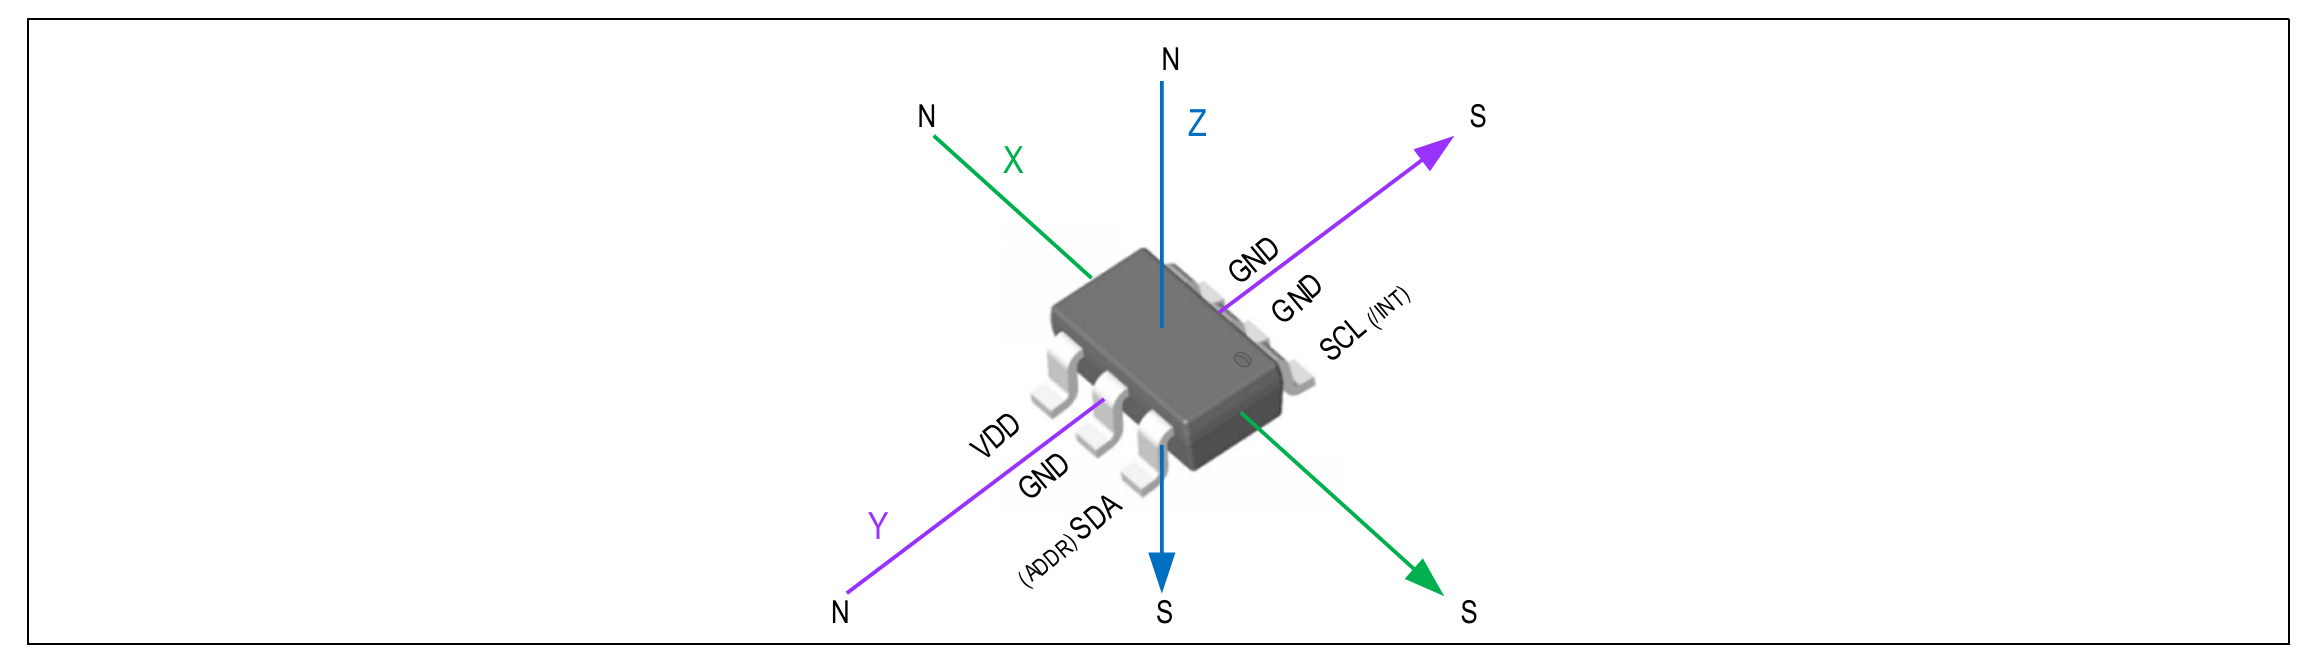 N
N
Z
S
X
GND
GND
SCL (/INT)
VDD
GND
(ADDR) SDA
Y
N
S
S